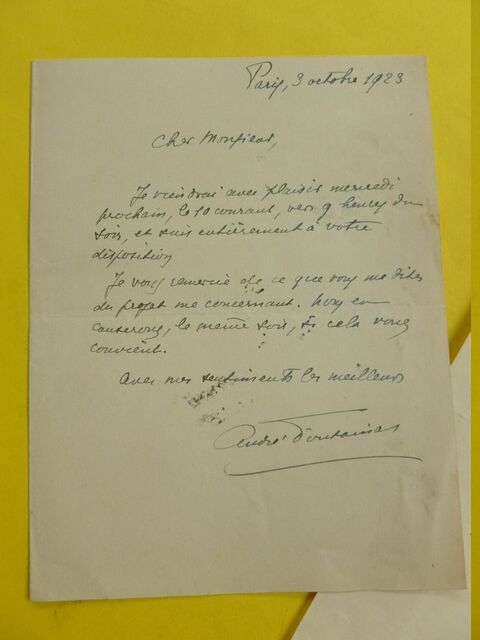 Paris, 3 octobre 1923
Cher Monsieur,
Je viendrai avec plaisir mercredi
prochain, le 10 courant, vers 9 heures du
soir, et suis entièrement à votre
disposition
Je vous remercie de ce que vous me dites
du projet me concernant. Nous en
causerons, le même soir, si cela vous
convient.
Avec mes sentiments les meilleurs
André Fontainas